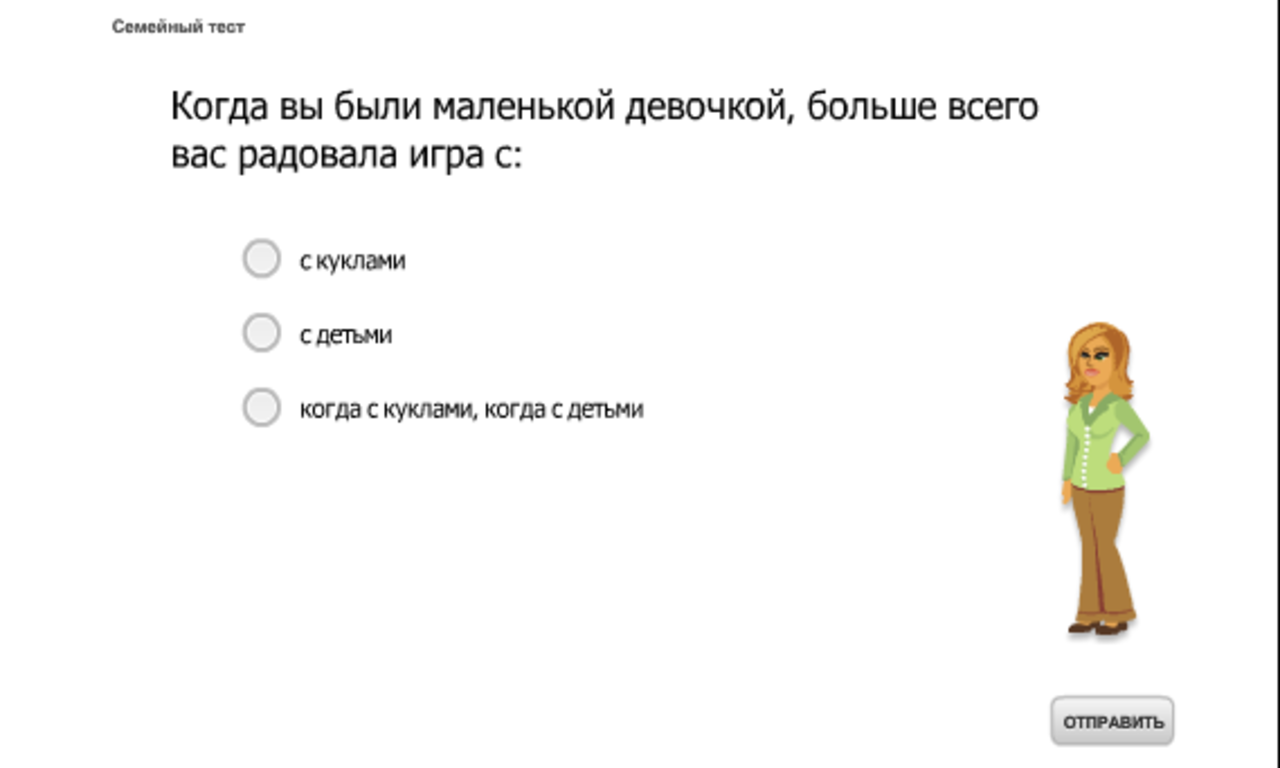 Семейный тест
Когда вы были маленькой девочкой, больше всего
вас радовала игра с:
с куклами
с детьми
когда с куклами, когда с детьми
ОТПРАВИТЬ